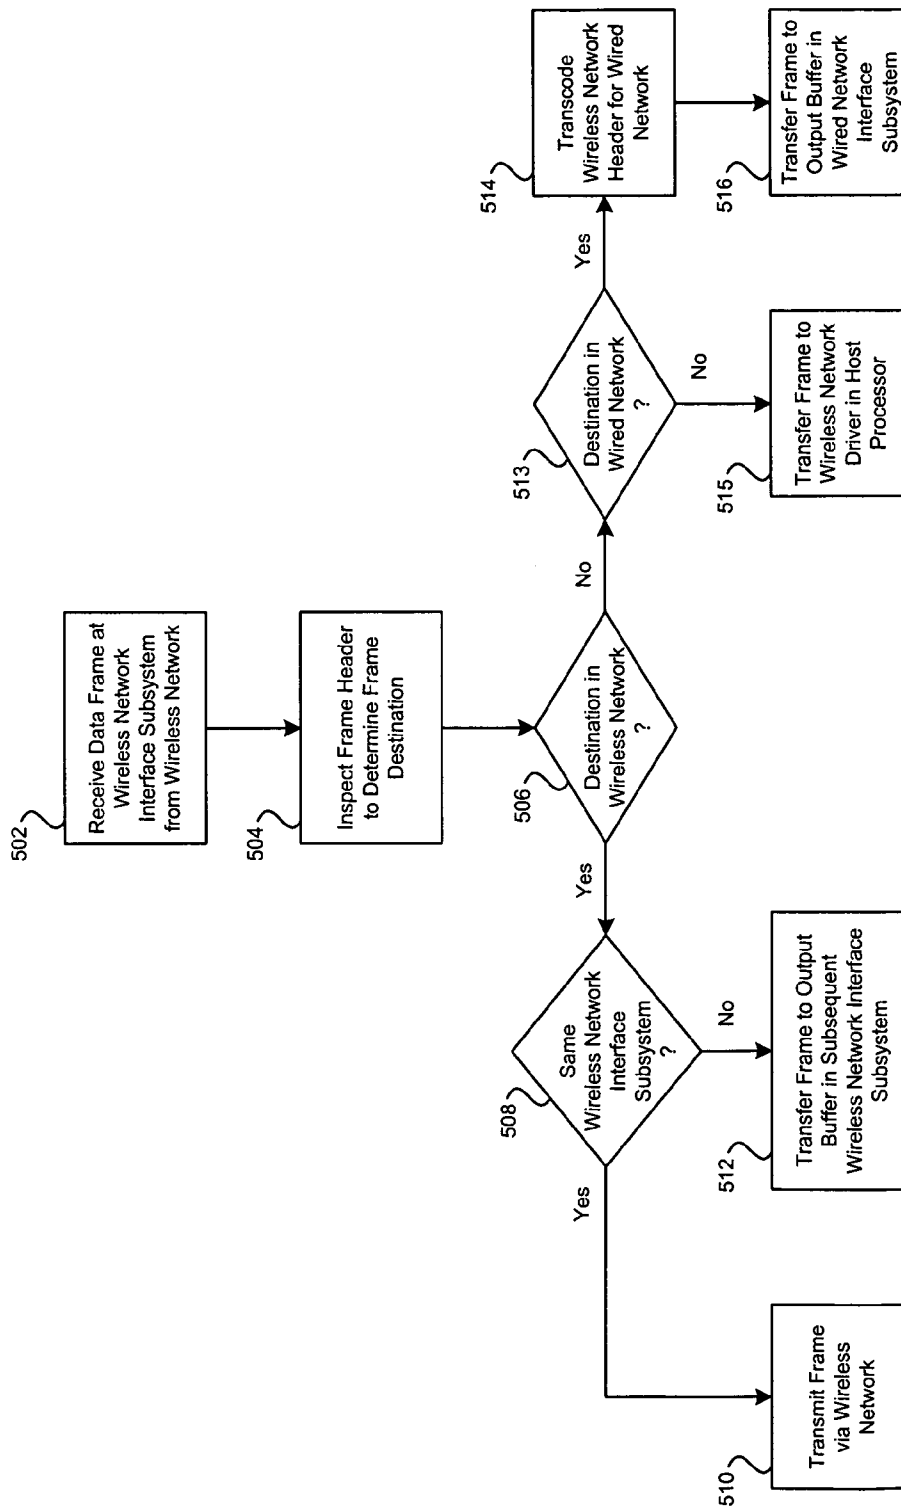 502
Receive Data Frame at
Wireless Network
Interface Subsystem
from Wireless Network
504
Inspect Frame Header
to Determine Frame
Destination
506
Destination in
Wireless Network
?
Yes
No
508
Same
Wireless Network
Interface
Subsystem
?
Yes
No
513
Destination in
Wired Network
?
Yes
No
514
Transcode
Wireless Network
Header for Wired
Network
510
Transmit Frame
via Wireless
Network
512
Transfer Frame to Output
Buffer in Subsequent
Wireless Network Interface
Subsystem
515
Transfer Frame to
Wireless Network
Driver in Host
Processor
516
Transfer Frame to
Output Buffer in
Wired Network
Interface
Subsystem